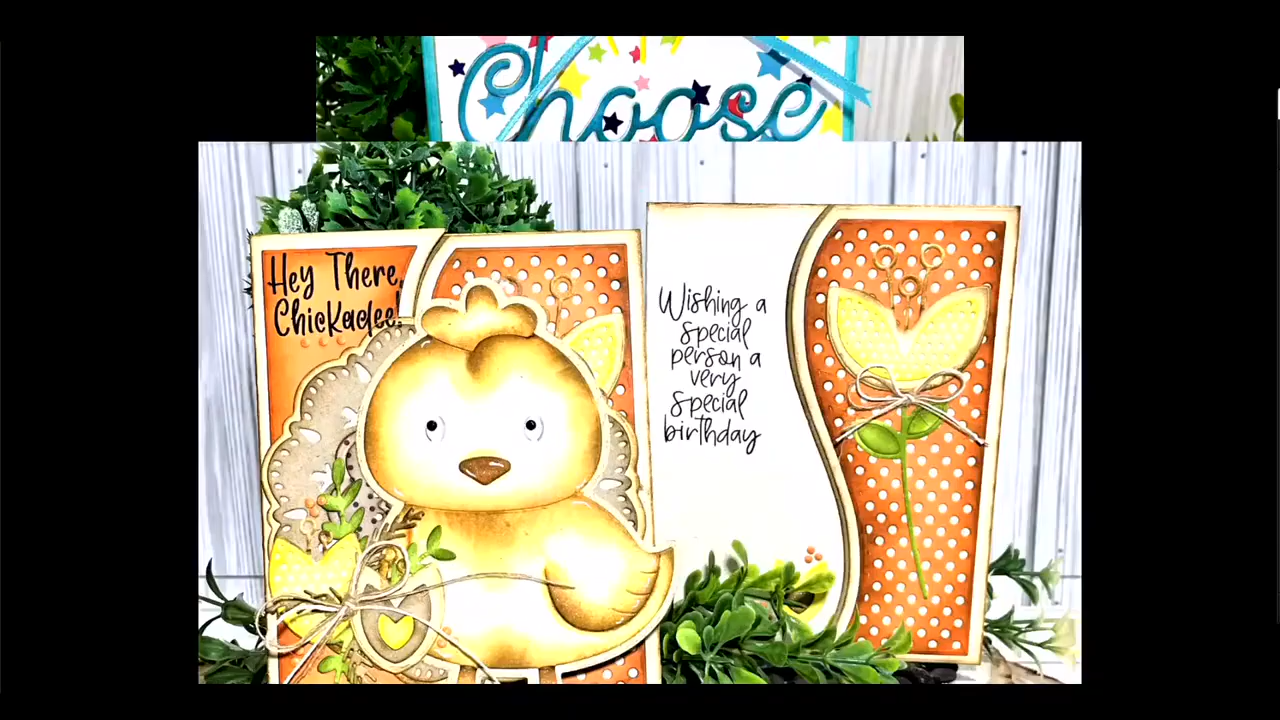 Choose
Hey There,
Chickadee!
Wishing a
special
person a
very
special
birthday